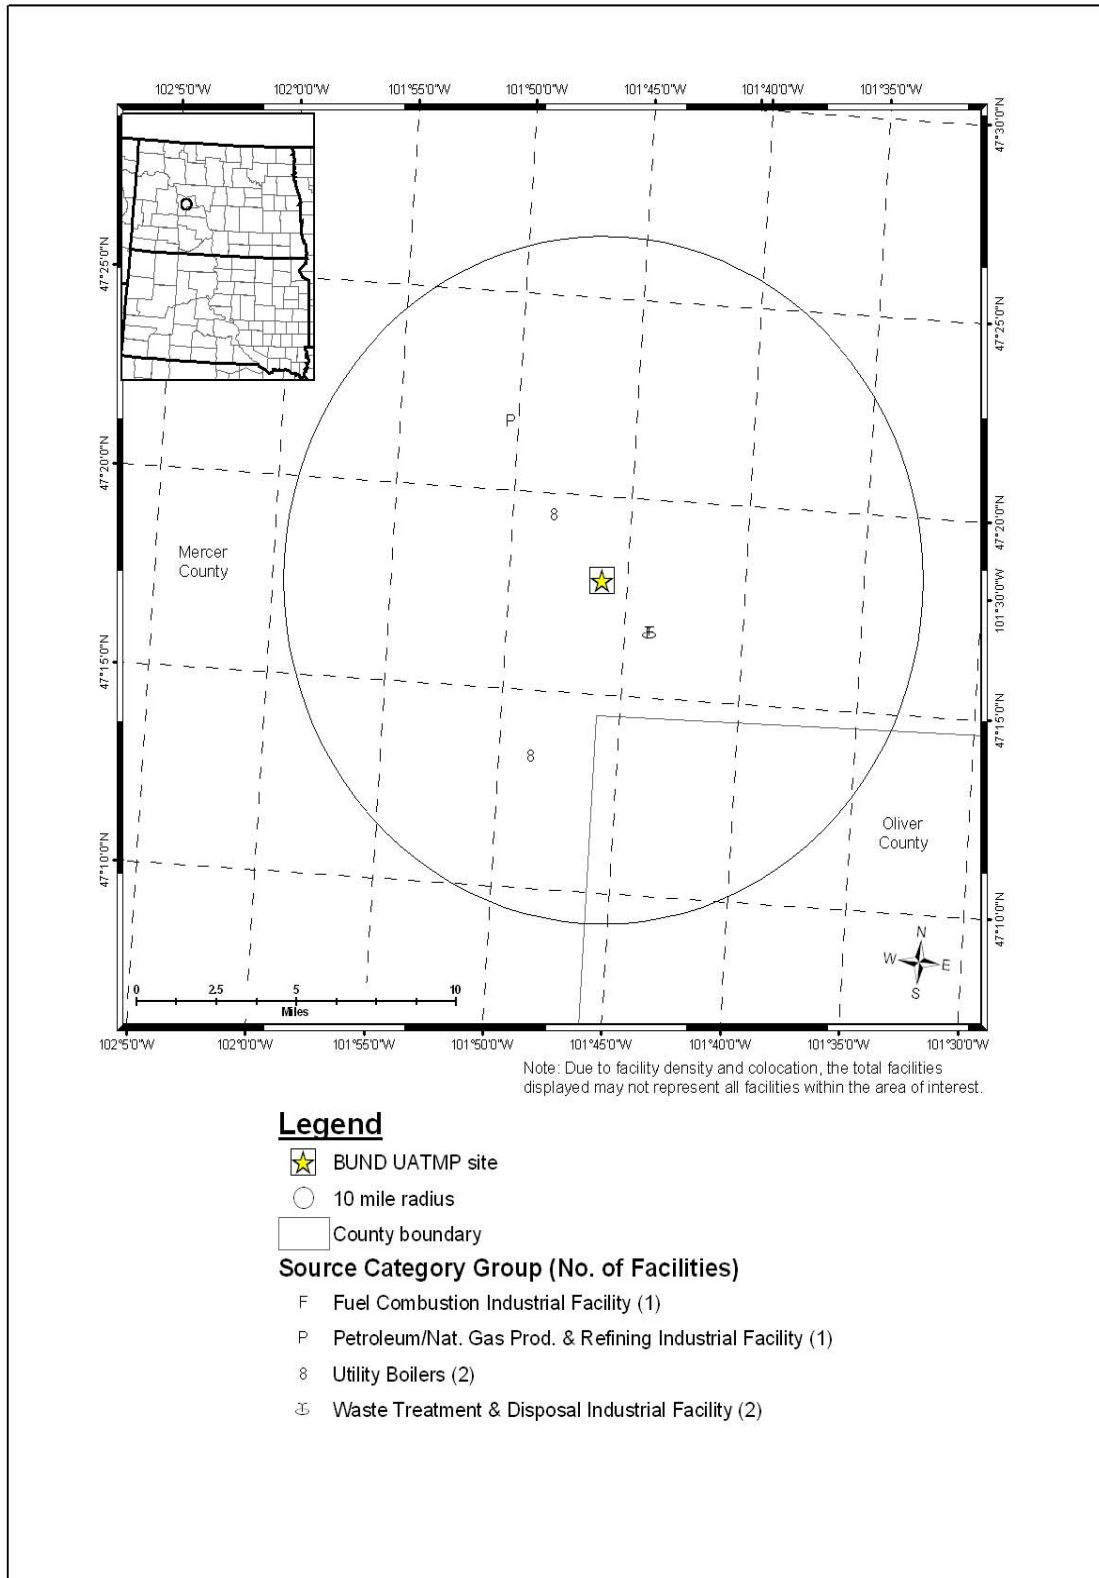 102°5'0"W 102°0'0"W 101°55'0"W 101°50'0"W 101°45'0"W 101°40'0"W 101°35'0"W
47°30'0"N
47°25'0"N
47°25'0"N
P
47°20'0"N
8
47°20'0"N
Mercer
County
101°30'0"W
F
47°15'0"N
47°15'0"N
8
Oliver
County
47°10'0"N
47°10'0"N
N
W E
S
0 2.5 5 10
Miles
102°5'0"W 102°0'0"W 101°55'0"W 101°50'0"W 101°45'0"W 101°40'0"W 101°35'0"W 101°30'0"W
Note: Due to facility density and colocation, the total facilities
displayed may not represent all facilities within the area of interest.
Legend
BUND UATMP site
10 mile radius
County boundary
Source Category Group (No. of Facilities)
F Fuel Combustion Industrial Facility (1)
P Petroleum/Nat. Gas Prod. & Refining Industrial Facility (1)
8 Utility Boilers (2)
Waste Treatment & Disposal Industrial Facility (2)